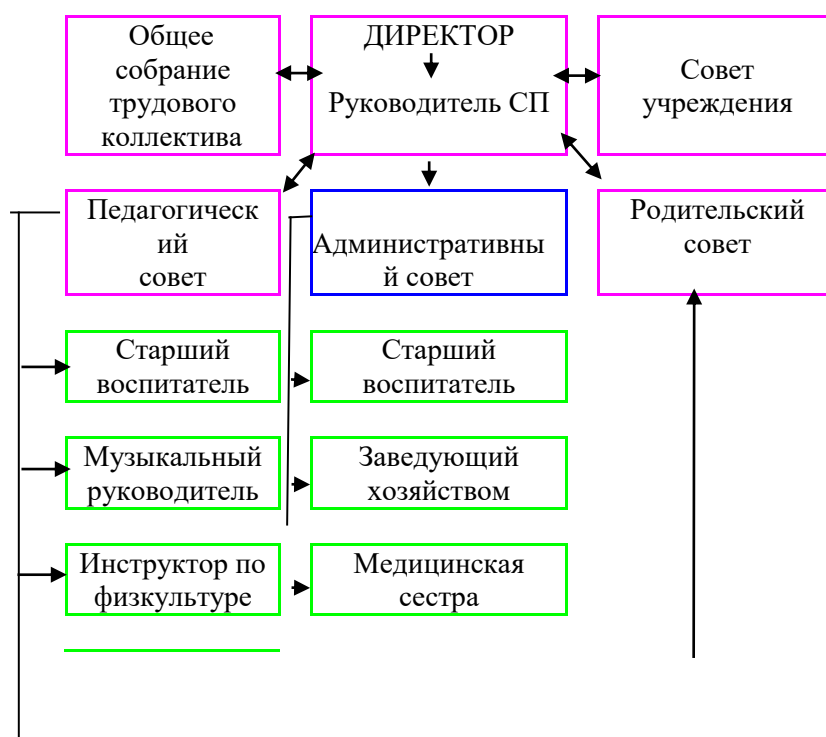 Общее
собрание
трудового
коллектива
ДИРЕКТОР
Руководитель СП
Совет
учреждения
Педагогическ
ий
совет
Административны
й совет
Родительский
совет
Старший
воспитатель
Старший
воспитатель
Музыкальный
руководитель
Заведующий
хозяйством
Инструктор по
физкультуре
Медицинская
сестра